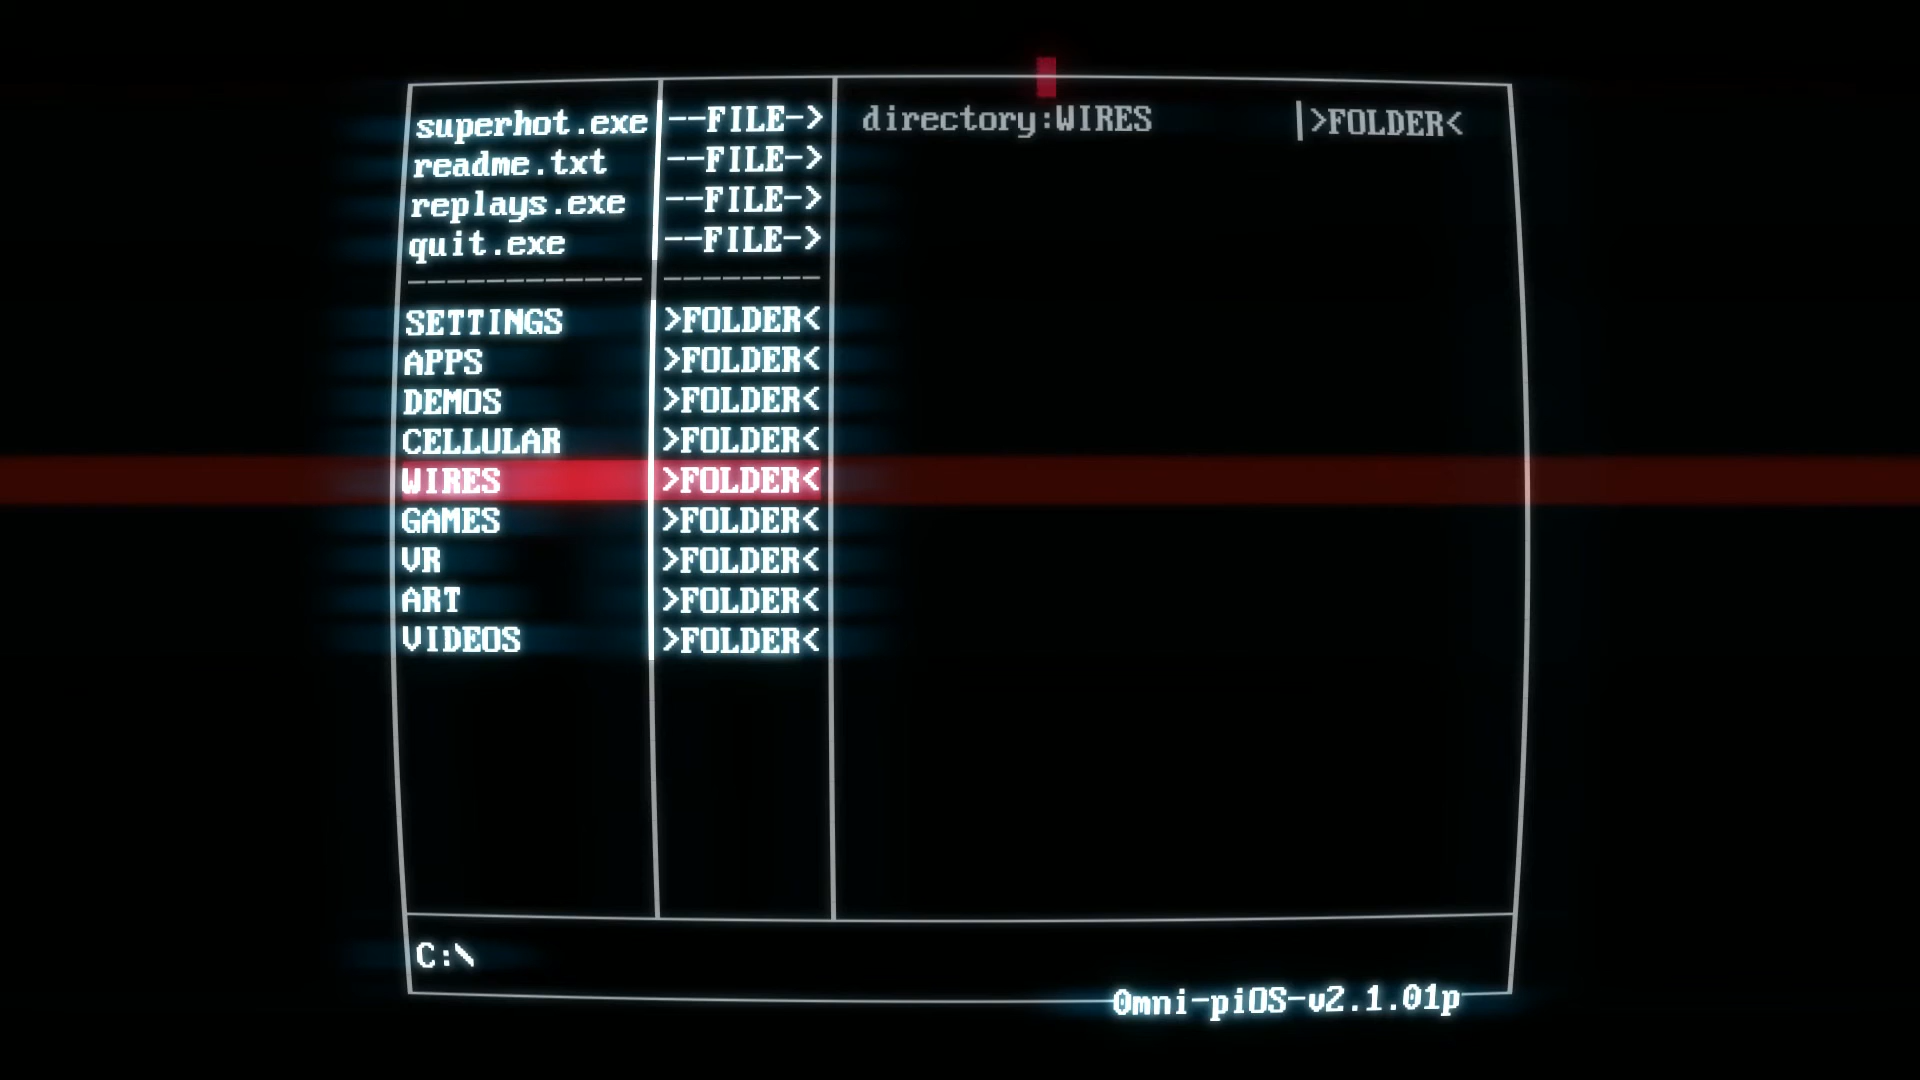 superhot.exe --FILE-> directory:WIRES |>FOLDER<
readme.txt --FILE->
replays.exe --FILE->
quit.exe --FILE->
------------ --------
SETTINGS >FOLDER<
APPS >FOLDER<
DEMOS >FOLDER<
CELLULAR >FOLDER<
WIRES >FOLDER<
GAMES >FOLDER<
VR >FOLDER<
ART >FOLDER<
VIDEOS >FOLDER<
C:\
0mni-piOS-v2.1.01p